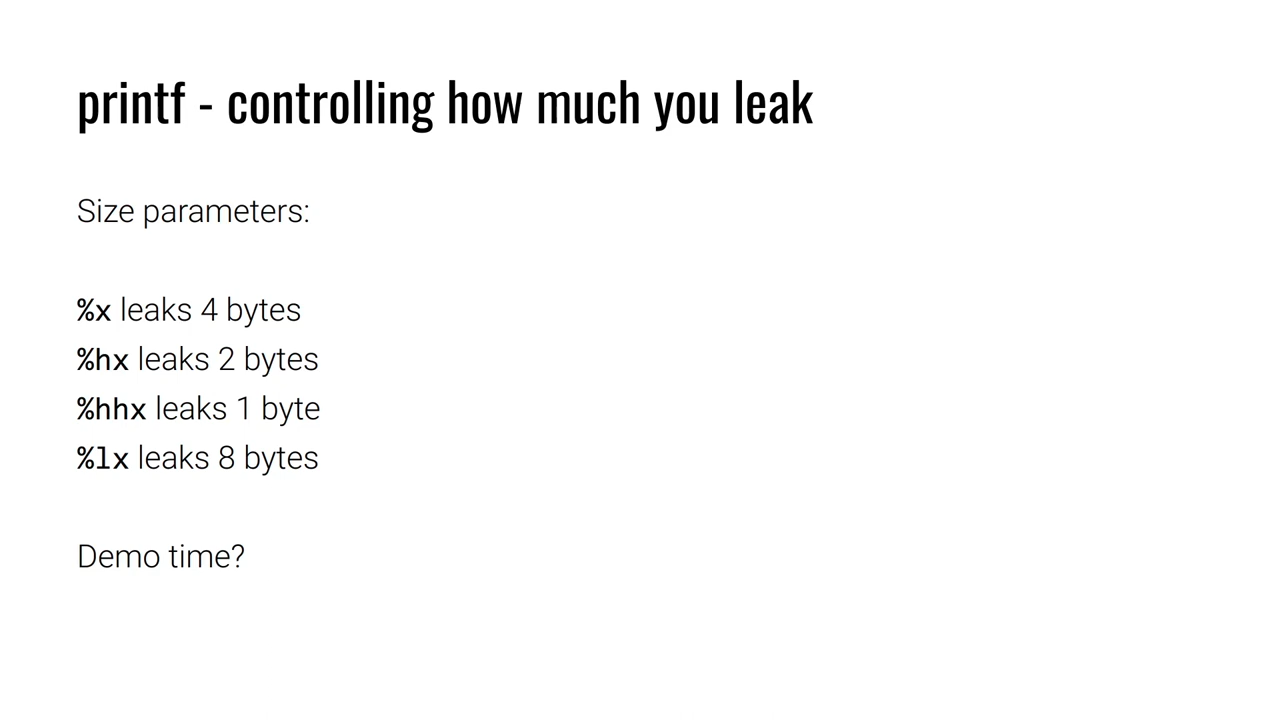 printf - controlling how much you leak
Size parameters:
%x leaks 4 bytes
%hx leaks 2 bytes
%hhx leaks 1 byte
%lx leaks 8 bytes
Demo time?